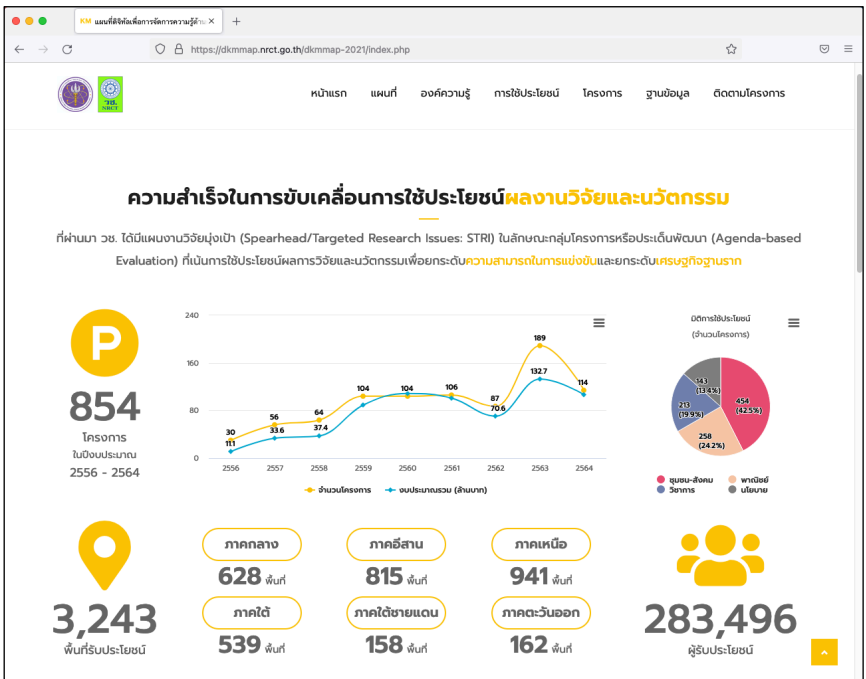 KM แผนที่ดิจิทัลเพื่อการจัดการความรู้ด้าน
https://dkmmap.nrct.go.th/dkmmap-2021/index.php
วช.
NRCT
หน้าแรก แผนที่ องค์ความรู้ การใช้ประโยชน์ โครงการ ฐานข้อมูล ติดตามโครงการ
ความสำเร็จในการขับเคลื่อนการใช้ประโยชน์ผลงานวิจัยและนวัตกรรม
ที่ผ่านมา วช. ได้มีแผนงานวิจัยมุ่งเป้า (Spearhead/Targeted Research Issues: STRI) ในลักษณะกลุ่มโครงการหรือประเด็นพัฒนา (Agenda-based
Evaluation) ที่เน้นการใช้ประโยชน์ผลการวิจัยและนวัตกรรมเพื่อยกระดับความสามารถในการแข่งขันและยกระดับเศรษฐกิจฐานราก
P
854
โครงการ
ในปีงบประมาณ
2556 - 2564
240
160
80
0
30 56 64 104 104 106 87 189 114
11.1 33.6 37.4 70.6 132.7
2556 2557 2558 2559 2560 2561 2562 2563 2564
จำนวนโครงการ งบประมาณรวม (ล้านบาท)
มิติการใช้ประโยชน์
(จำนวนโครงการ)
143
(13.4%)
454
(42.5%)
213
(19.9%)
258
(24.2%)
ชุมชน-สังคม พาณิชย์
วิชาการ นโยบาย
3,243
พื้นที่รับประโยชน์
ภาคกลาง ภาคอีสาน ภาคเหนือ
628 พื้นที่ 815 พื้นที่ 941 พื้นที่
ภาคใต้ ภาคใต้ชายแดน ภาคตะวันออก
539 พื้นที่ 158 พื้นที่ 162 พื้นที่
283,496
ผู้รับประโยชน์